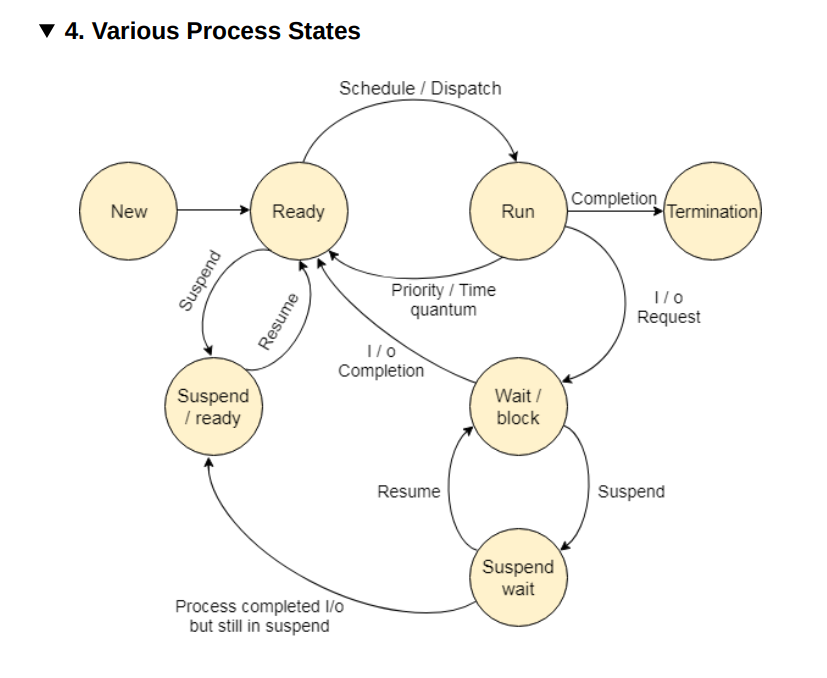 4. Various Process States
Schedule / Dispatch
New
Ready
Run
Completion
Termination
Suspend
Resume
Priority / Time
quantum
I / o
Request
I / o
Completion
Suspend
/ ready
Wait /
block
Resume
Suspend
Suspend
wait
Process completed I/o
but still in suspend